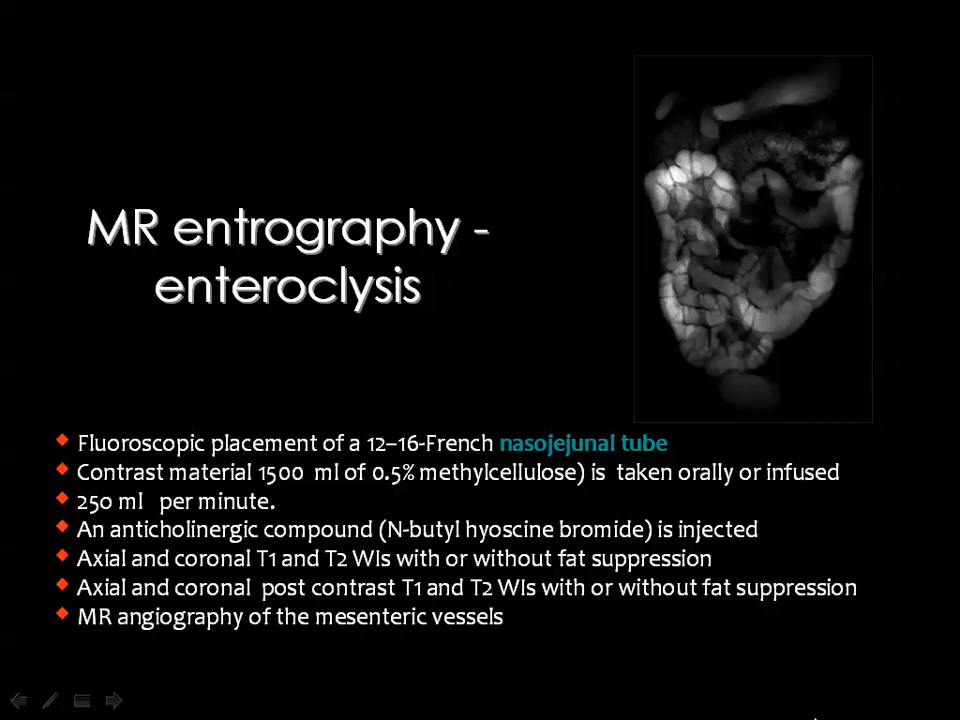 MR entrography -
enteroclysis
Fluoroscopic placement of a 12–16-French nasojejunal tube
Contrast material 1500 ml of 0.5% methylcellulose) is taken orally or infused
250 ml per minute.
An anticholinergic compound (N-butyl hyoscine bromide) is injected
Axial and coronal T1 and T2 WIs with or without fat suppression
Axial and coronal post contrast T1 and T2 WIs with or without fat suppression
MR angiography of the mesenteric vessels